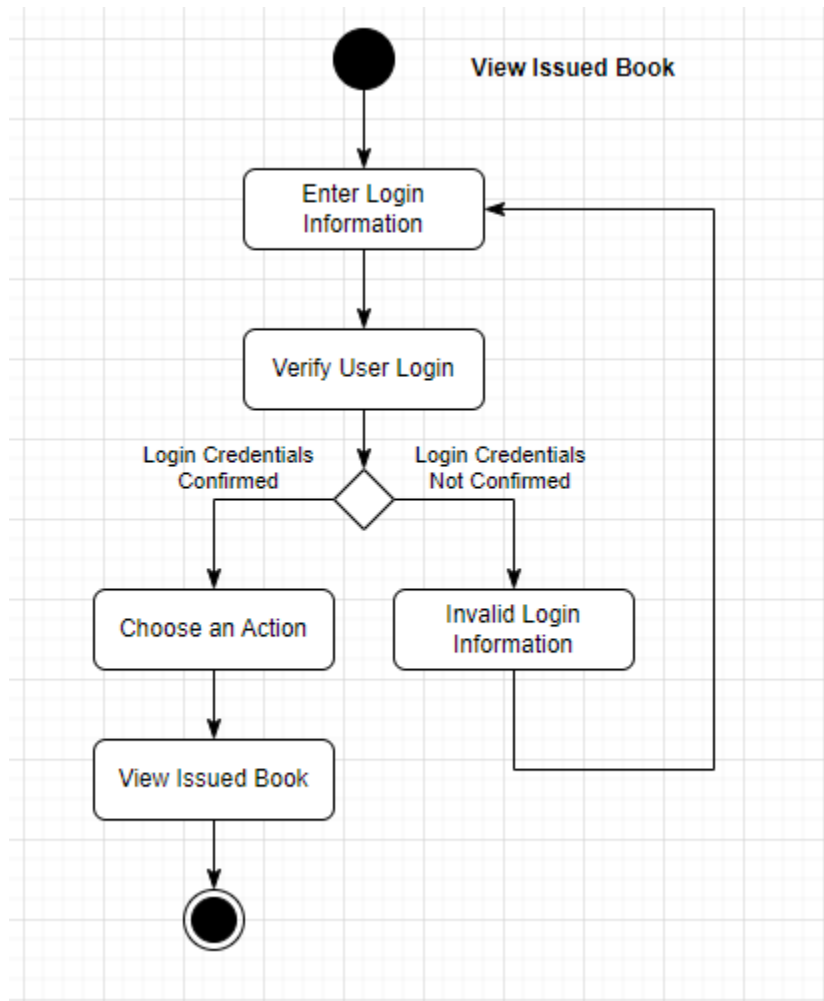 View Issued Book
Enter Login
Information
Verify User Login
Login Credentials
Confirmed
Login Credentials
Not Confirmed
Choose an Action
Invalid Login
Information
View Issued Book